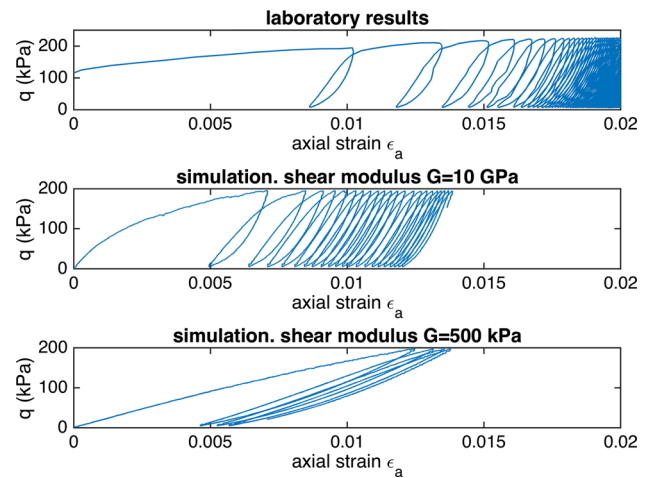 laboratory results
200
100
0
q (kPa)
0 0.005 0.01 0.015 0.02
axial strain ϵa
simulation. shear modulus G=10 GPa
200
100
0
q (kPa)
0 0.005 0.01 0.015 0.02
axial strain ϵa
simulation. shear modulus G=500 kPa
200
100
0
q (kPa)
0 0.005 0.01 0.015 0.02
axial strain ϵa